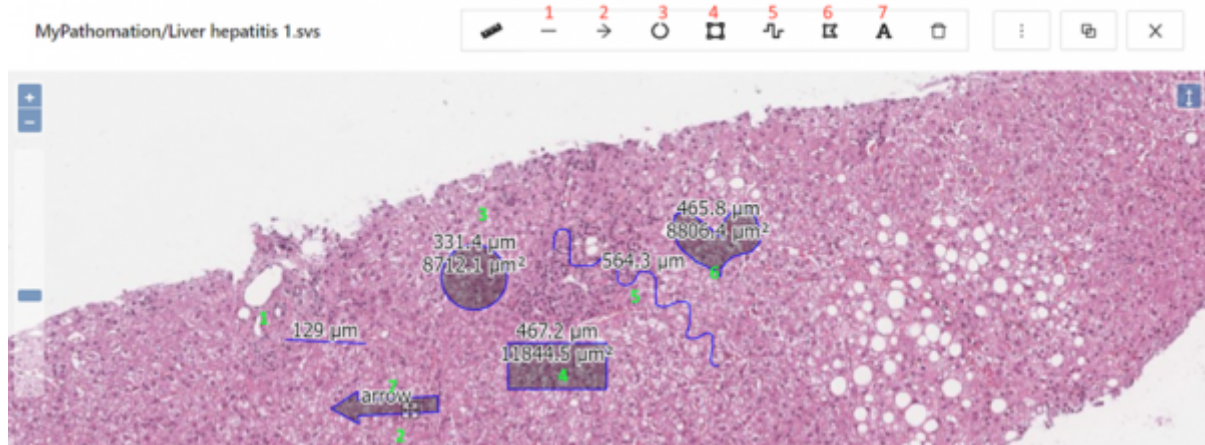 1 2 3 4 5 6 7
MyPathomation/Liver hepatitis 1.svs
A
+
−
3
331.4 μm
8712.1 μm²
465.8 μm
8806.4 μm²
6
564.3 μm
5
1
129 μm
467.2 μm
11844.5 μm²
4
7
arrow
2